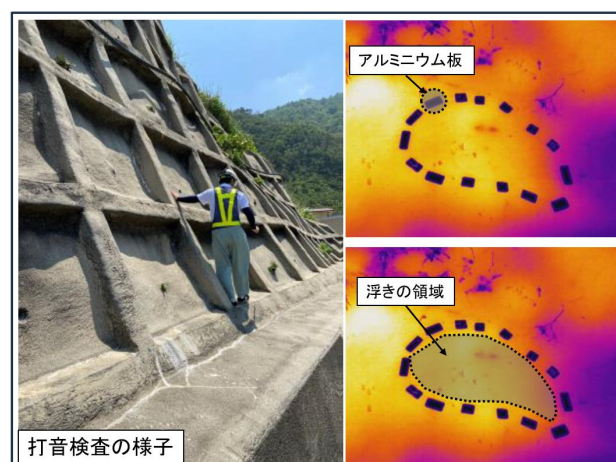 打音検査の様子
アルミニウム板
浮きの領域